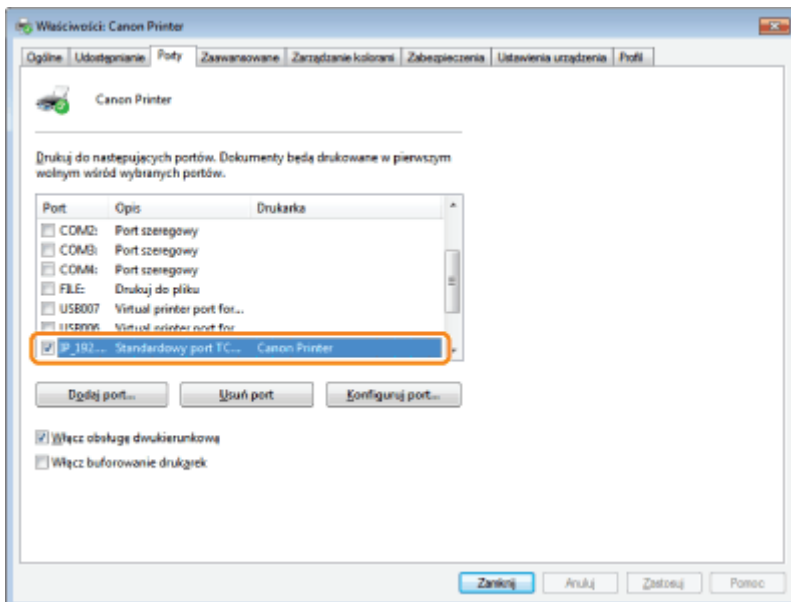 Właściwości: Canon Printer
Ogólne Udostępnianie Porty Zaawansowane Zarządzanie kolorami Zabezpieczenia Ustawienia urządzenia Profil
Canon Printer
Drukuj do następujących portów. Dokumenty będą drukowane w pierwszym
wolnym wśród wybranych portów.
Port Opis Drukarka
COM2: Port szeregowy
COM3: Port szeregowy
COM4: Port szeregowy
FILE: Drukuj do pliku
USB007 Virtual printer port for...
USB006 Virtual printer port for
IP_192.... Standardowy port TC... Canon Printer
Dodaj port... Usuń port Konfiguruj port...
Włącz obsługę dwukierunkową
Włącz buforowanie drukarek
Zamknij Anuluj Zastosuj Pomoc